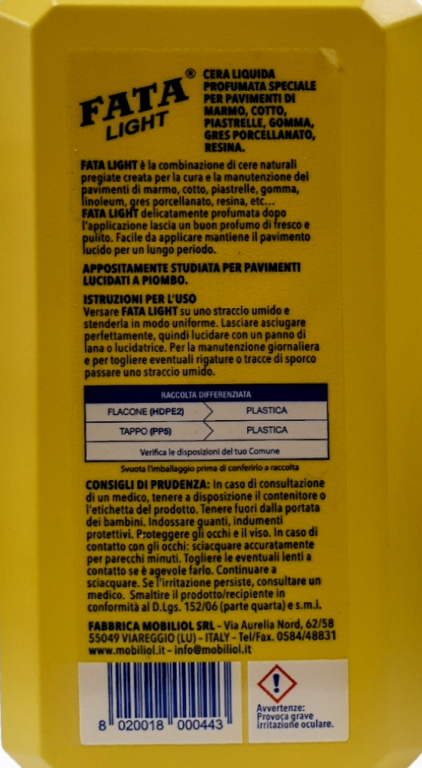 FATA®
LIGHT
CERA LIQUIDA
PROFUMATA SPECIALE
PER PAVIMENTI DI
MARMO, COTTO,
PIASTRELLE, GOMMA,
GRES PORCELLANATO,
RESINA.
FATA LIGHT è la combinazione di cere naturali
pregiate creata per la cura e la manutenzione dei
pavimenti di marmo, cotto, piastrelle, gomma,
linoleum, gres porcellanato, resina, etc...
FATA LIGHT delicatamente profumata dopo
l'applicazione lascia un buon profumo di fresco e
pulito. Facile da applicare mantiene il pavimento
lucido per un lungo periodo.
APPOSITAMENTE STUDIATA PER PAVIMENTI
LUCIDATI A PIOMBO.
ISTRUZIONI PER L'USO
Versare FATA LIGHT su uno straccio umido e
stenderla in modo uniforme. Lasciare asciugare
perfettamente, quindi lucidare con un panno di
lana o lucidatrice. Per la manutenzione giornaliera
e per togliere eventuali rigature o tracce di sporco
passare uno straccio umido.
RACCOLTA DIFFERENZIATA
FLACONE (HDPE2) PLASTICA
TAPPO (PP5) PLASTICA
Verifica le disposizioni del tuo Comune
Svuota l'imballaggio prima di conferirlo a raccolta
CONSIGLI DI PRUDENZA: In caso di consultazione
di un medico, tenere a disposizione il contenitore o
l'etichetta del prodotto. Tenere fuori dalla portata
dei bambini. Indossare guanti, indumenti
protettivi. Proteggere gli occhi e il viso. In caso di
contatto con gli occhi: sciacquare accuratamente
per parecchi minuti. Togliere le eventuali lenti a
contatto se è agevole farlo. Continuare a
sciacquare. Se l'irritazione persiste, consultare un
medico. Smaltire il prodotto/recipiente in
conformità al D.Lgs. 152/06 (parte quarta) e s.m.i.
FABBRICA MOBILIOL SRL - Via Aurelia Nord, 62/58
55049 VIAREGGIO (LU) - ITALY - Tel/Fax. 0584/48831
www.mobiliol.it - info@mobiliol.it
8 020018 000443
Avvertenze:
Provoca grave
irritazione oculare.